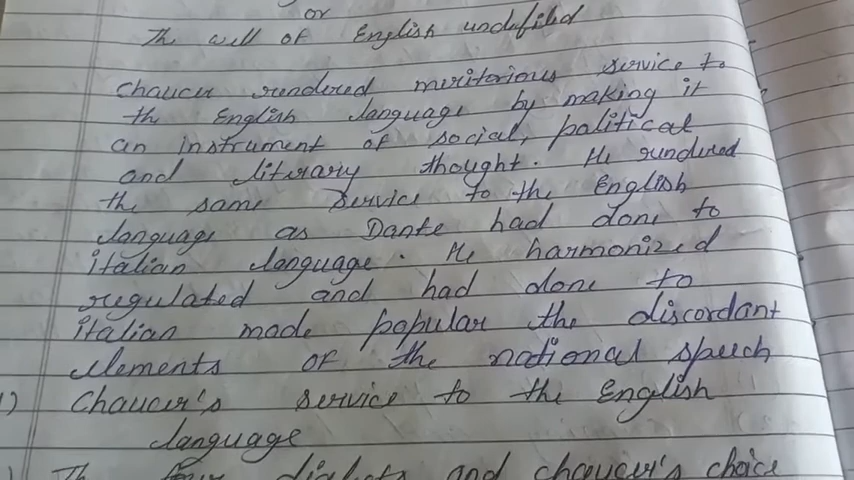 or
The well of English undefiled
Chaucer rendered meritorious service to
the English language by making it
an instrument of social, political
and literary thought. He rendered
the same service to the English
language as Dante had done to
italian language. He harmonized
regulated and had done to
italian made popular the discordant
elements of the national speech
1) Chaucer's service to the English
language
The four dialects and chaucer's choice